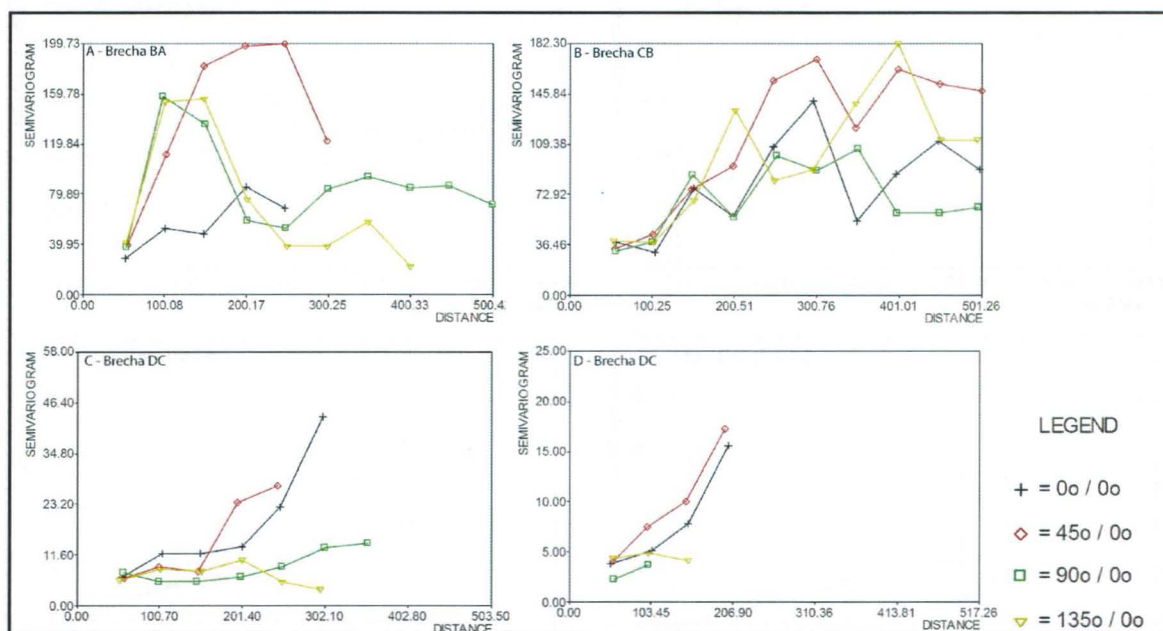 A - Brecha BA
SEMIVARIOGRAM
199.73
159.78
119.84
79.89
39.95
0.00
0.00 100.08 200.17 300.25 400.33 500.4
DISTANCE
B - Brecha CB
SEMIVARIOGRAM
182.30
145.84
109.38
72.92
36.46
0.00
0.00 100.25 200.51 300.76 401.01 501.26
DISTANCE
C - Brecha DC
SEMIVARIOGRAM
58.00
46.40
34.80
23.20
11.60
0.00
0.00 100.70 201.40 302.10 402.80 503.50
DISTANCE
D - Brecha DC
SEMIVARIOGRAM
25.00
20.00
15.00
10.00
5.00
0.00
0.00 103.45 206.90 310.36 413.81 517.26
DISTANCE
LEGEND
= 0o / 0o
= 45o / 0o
= 90o / 0o
= 135o / 0o